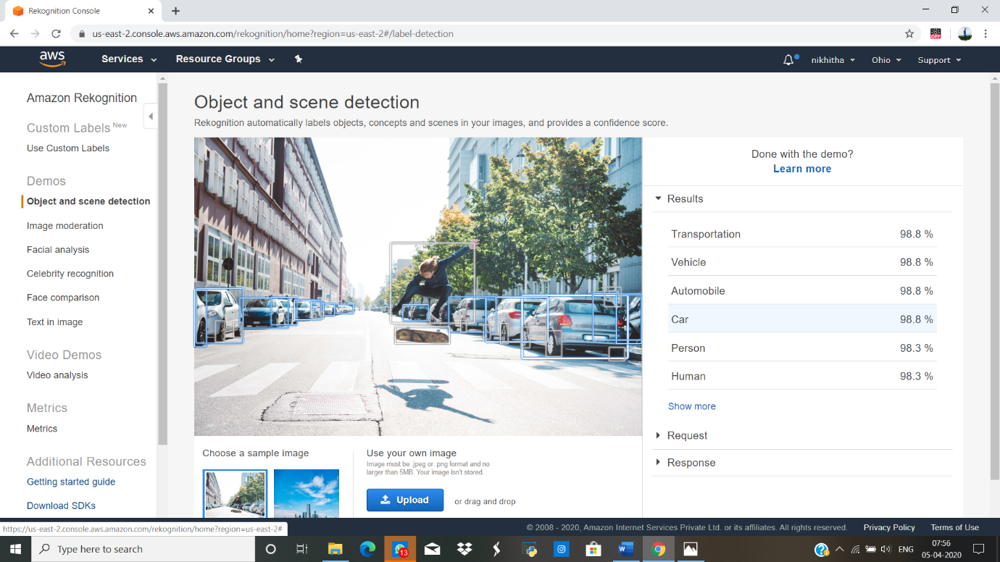 Rekognition Console
us-east-2.console.aws.amazon.com/rekognition/home?region=us-east-2#/label-detection
OFF
aws Services Resource Groups nikhitha Ohio Support
Amazon Rekognition
Custom Labels New
Use Custom Labels
Demos
Object and scene detection
Image moderation
Facial analysis
Celebrity recognition
Face comparison
Text in image
Video Demos
Video analysis
Metrics
Metrics
Additional Resources
Getting started guide
Download SDKs
Object and scene detection
Rekognition automatically labels objects, concepts and scenes in your images, and provides a confidence score.
Choose a sample image
Use your own image
Image must be .jpeg or .png format and no
larger than 5MB. Your image isn't stored.
Upload or drag and drop
Done with the demo?
Learn more
Results
Transportation 98.8 %
Vehicle 98.8 %
Automobile 98.8 %
Car 98.8 %
Person 98.3 %
Human 98.3 %
Show more
Request
Response
https://us-east-2.console.aws.amazon.com/rekognition/home?region=us-east-2#
© 2008 - 2020, Amazon Internet Services Private Ltd. or its affiliates. All rights reserved. Privacy Policy Terms of Use
Type here to search
13
ENG
07:56
05-04-2020